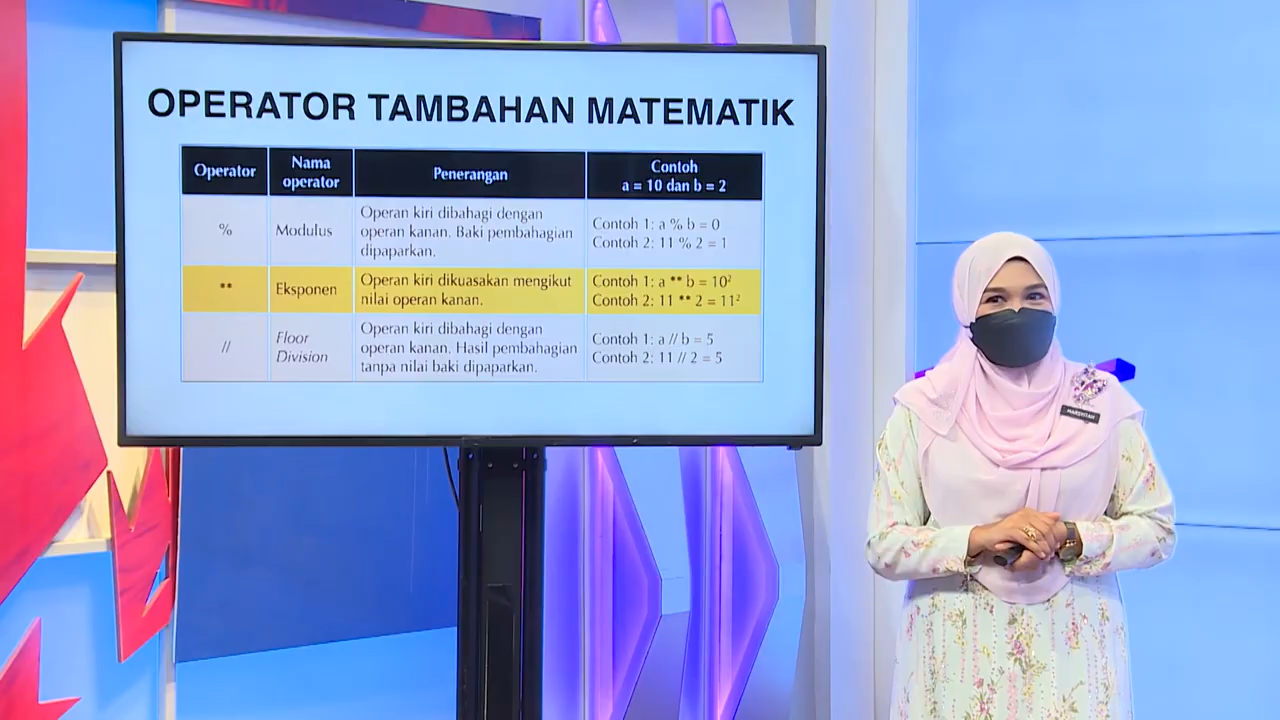 OPERATOR TAMBAHAN MATEMATIK
Operator
Nama
operator
Penerangan
Contoh
a = 10 dan b = 2
%
Modulus
Operan kiri dibahagi dengan
operan kanan. Baki pembahagian
dipaparkan.
Contoh 1: a % b = 0
Contoh 2: 11 % 2 = 1
**
Eksponen
Operan kiri dikuasakan mengikut
nilai operan kanan.
Contoh 1: a ** b = 10²
Contoh 2: 11 ** 2 = 11²
//
Floor
Division
Operan kiri dibahagi dengan
operan kanan. Hasil pembahagian
tanpa nilai baki dipaparkan.
Contoh 1: a // b = 5
Contoh 2: 11 // 2 = 5